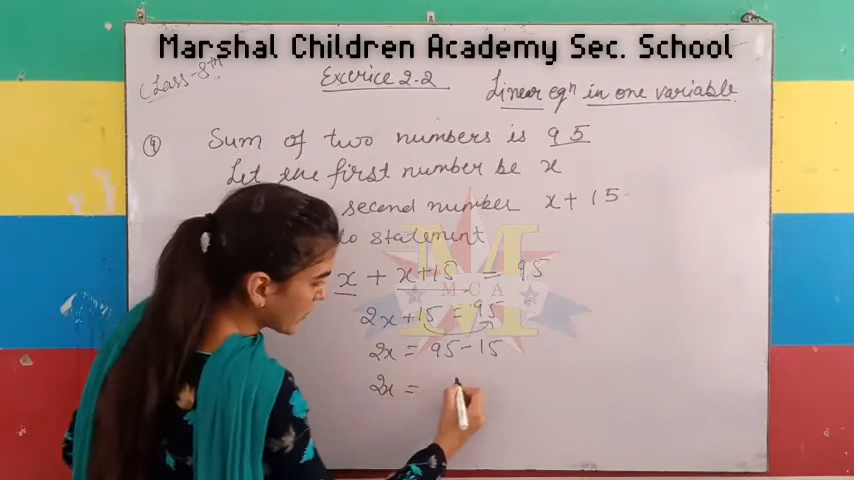 Marshal Children Academy Sec. School
Class-8th
Excerice 2.2
Linear eqn in one variable
4 Sum of two numbers is 95
Let the first number be x
second number x+15
to statement
x + x+15 = 95
M C A
2x+15 = 95
2x = 95-15
2x =